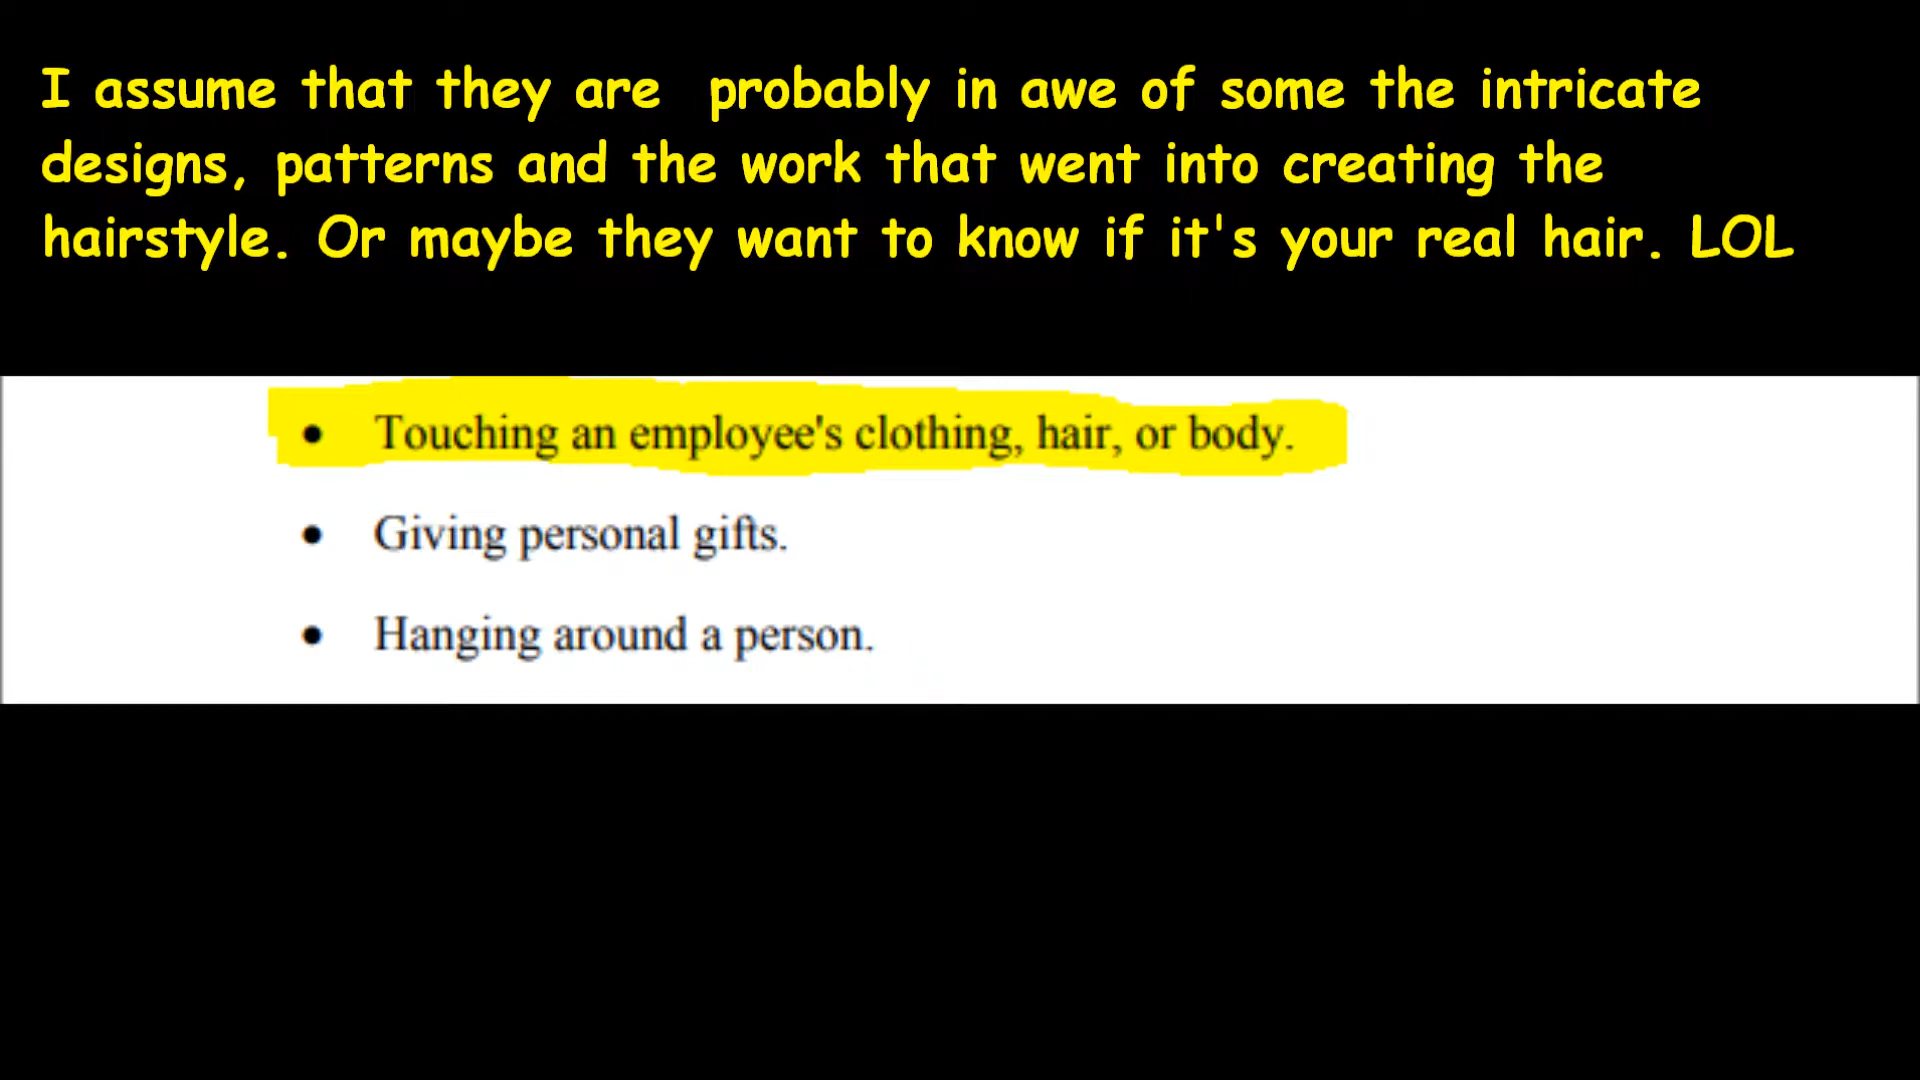 I assume that they are probably in awe of some the intricate
designs, patterns and the work that went into creating the
hairstyle. Or maybe they want to know if it's your real hair. LOL
• Touching an employee's clothing, hair, or body.
• Giving personal gifts.
• Hanging around a person.